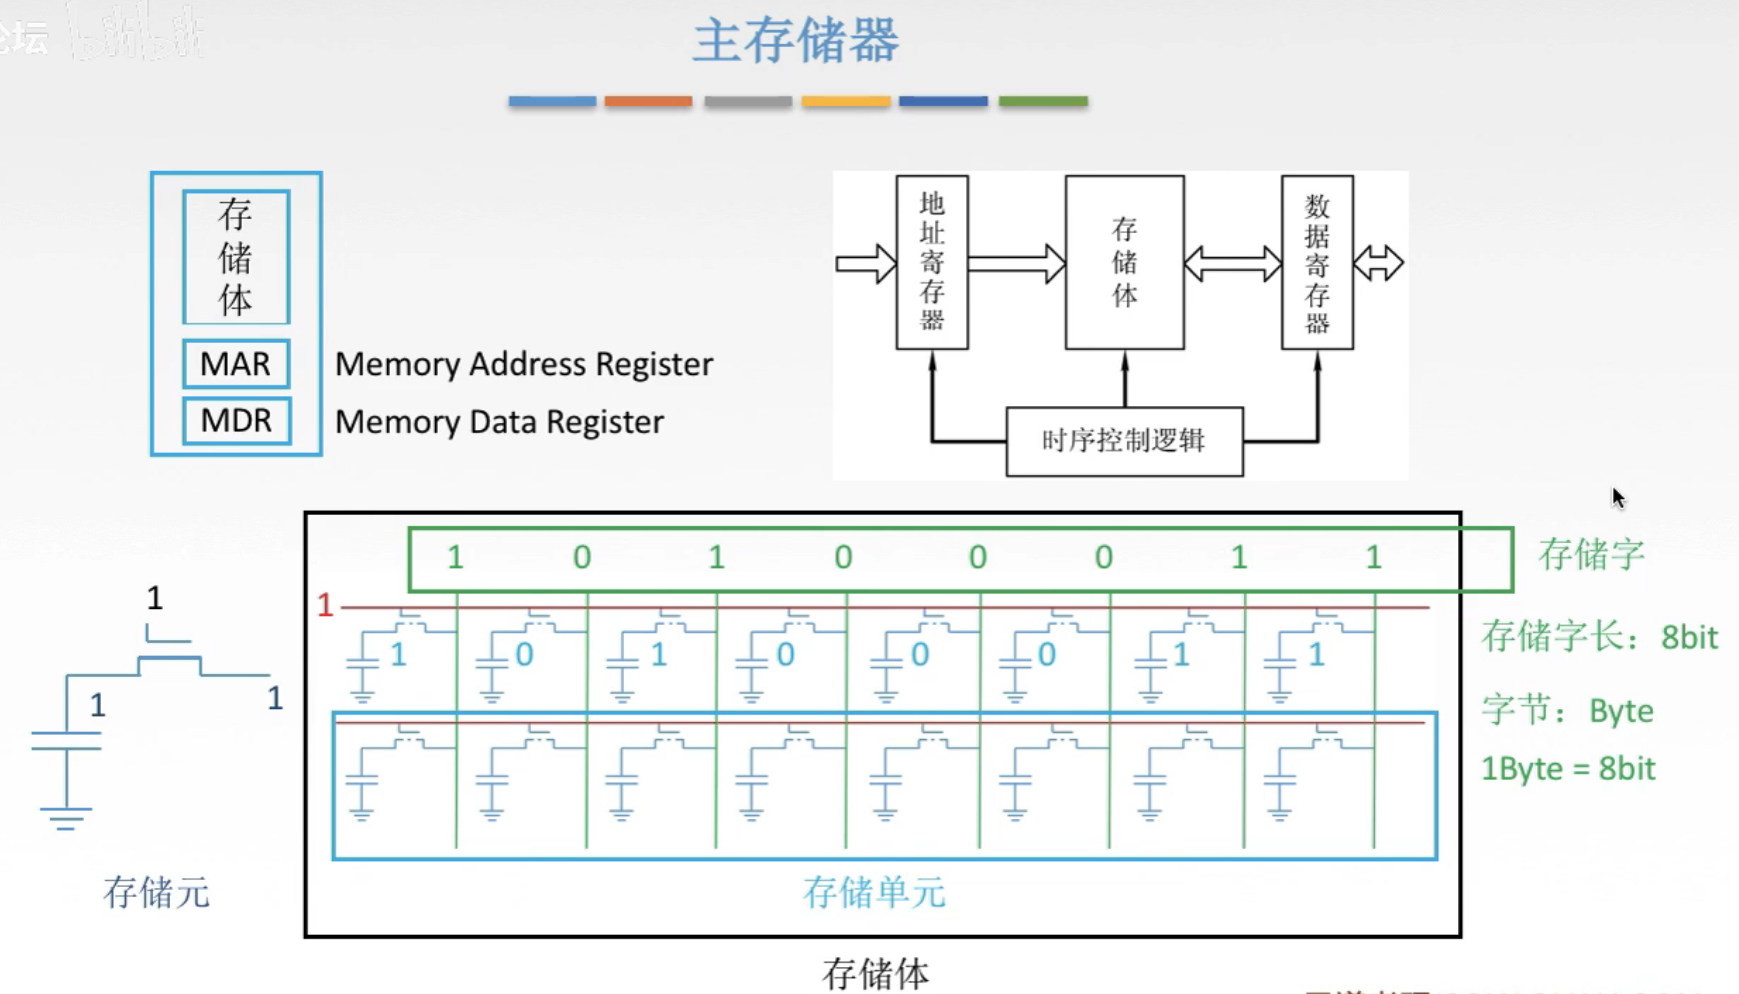 论坛 bilibili
主存储器
存储体
MAR
Memory Address Register
MDR
Memory Data Register
地址寄存器
存储体
数据寄存器
时序控制逻辑
1 0 1 0 0 0 1 1
存储字
1
1 0 1 0 0 0 1 1
存储字长：8bit
字节：Byte
1Byte = 8bit
1
1
1
存储元
存储单元
存储体